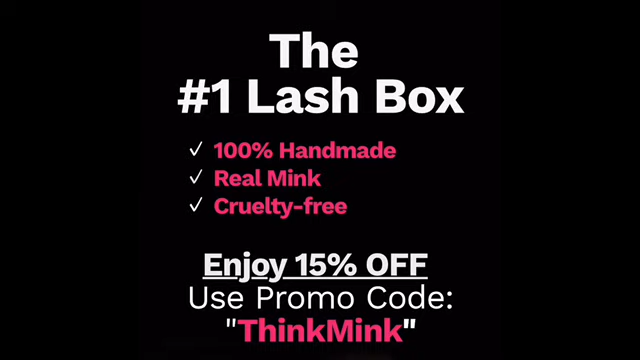 The
#1 Lash Box
✓ 100% Handmade
✓ Real Mink
✓ Cruelty-free
Enjoy 15% OFF
Use Promo Code:
"ThinkMink"